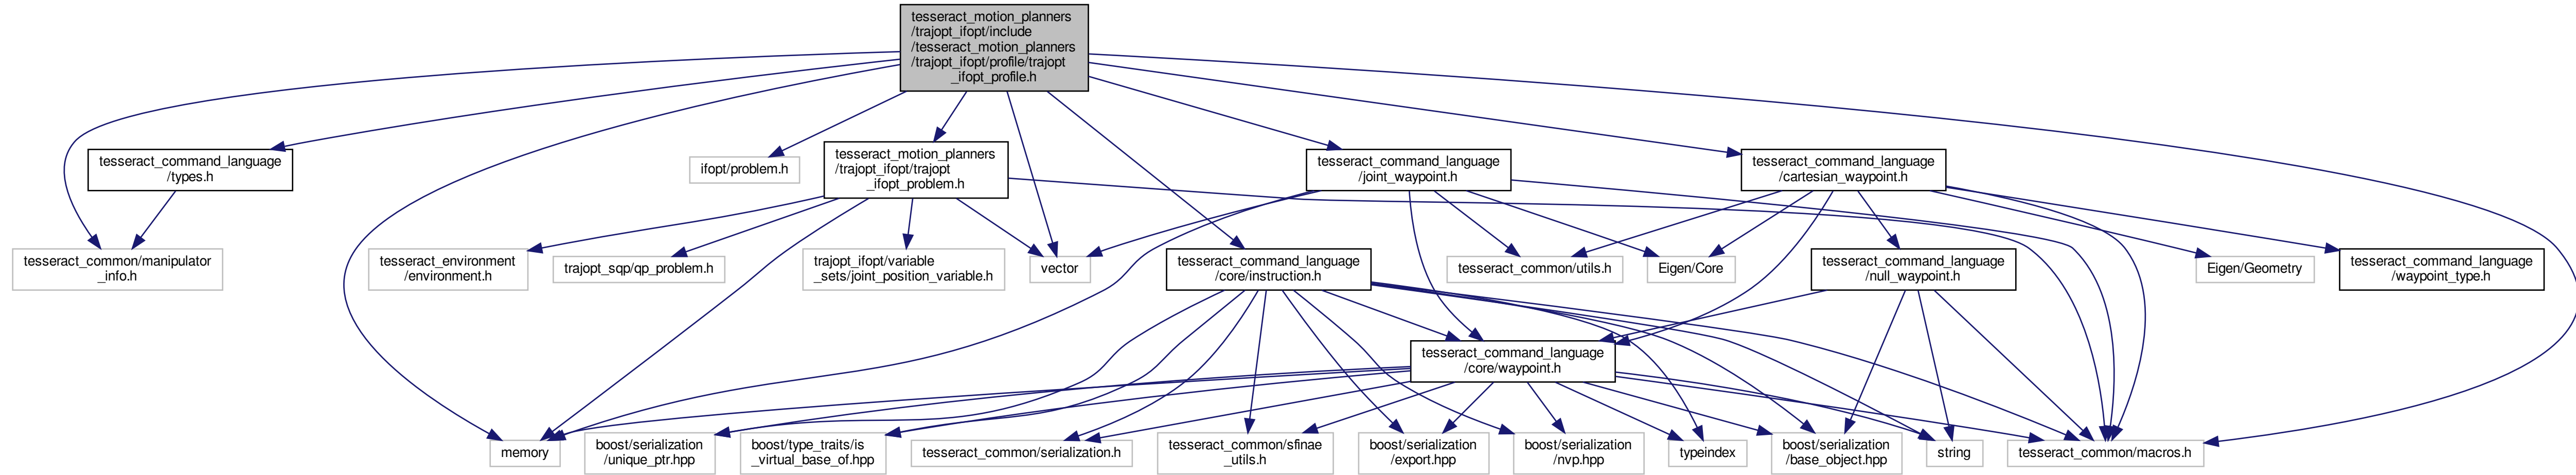 tesseract_motion_planners
/trajopt_ifopt/include
/tesseract_motion_planners
/trajopt_ifopt/profile/trajopt
_ifopt_profile.h
tesseract_command_language
/types.h
ifopt/problem.h
tesseract_motion_planners
/trajopt_ifopt/trajopt
_ifopt_problem.h
tesseract_command_language
/joint_waypoint.h
tesseract_command_language
/cartesian_waypoint.h
tesseract_common/manipulator
_info.h
tesseract_environment
/environment.h
trajopt_sqp/qp_problem.h
trajopt_ifopt/variable
_sets/joint_position_variable.h
vector
tesseract_command_language
/core/instruction.h
tesseract_common/utils.h
Eigen/Core
tesseract_command_language
/null_waypoint.h
Eigen/Geometry
tesseract_command_language
/waypoint_type.h
tesseract_command_language
/core/waypoint.h
memory
boost/serialization
/unique_ptr.hpp
boost/type_traits/is
_virtual_base_of.hpp
tesseract_common/serialization.h
tesseract_common/sfinae
_utils.h
boost/serialization
/export.hpp
boost/serialization
/nvp.hpp
typeindex
boost/serialization
/base_object.hpp
string
tesseract_common/macros.h